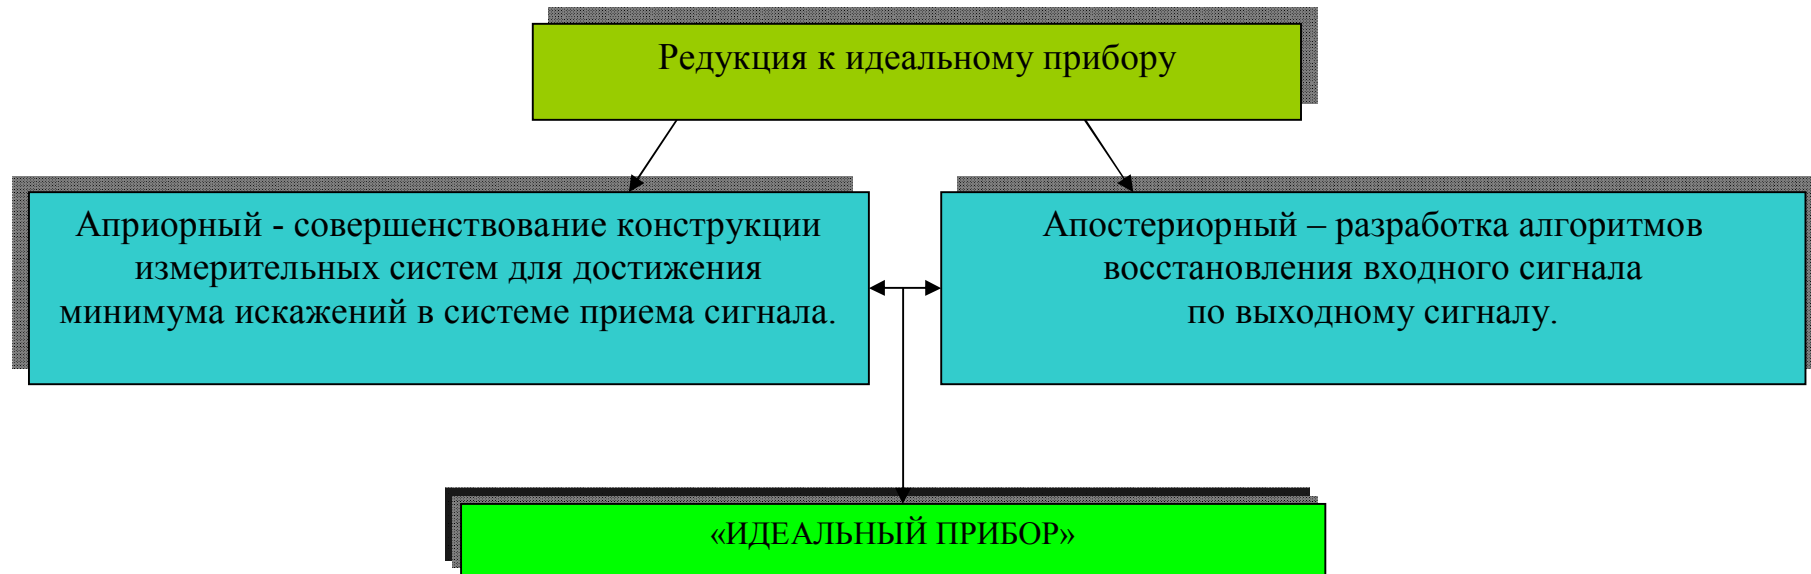 Редукция к идеальному прибору
Априорный - совершенствование конструкции
измерительных систем для достижения
минимума искажений в системе приема сигнала.
Апостериорный – разработка алгоритмов
восстановления входного сигнала
по выходному сигналу.
«ИДЕАЛЬНЫЙ ПРИБОР»